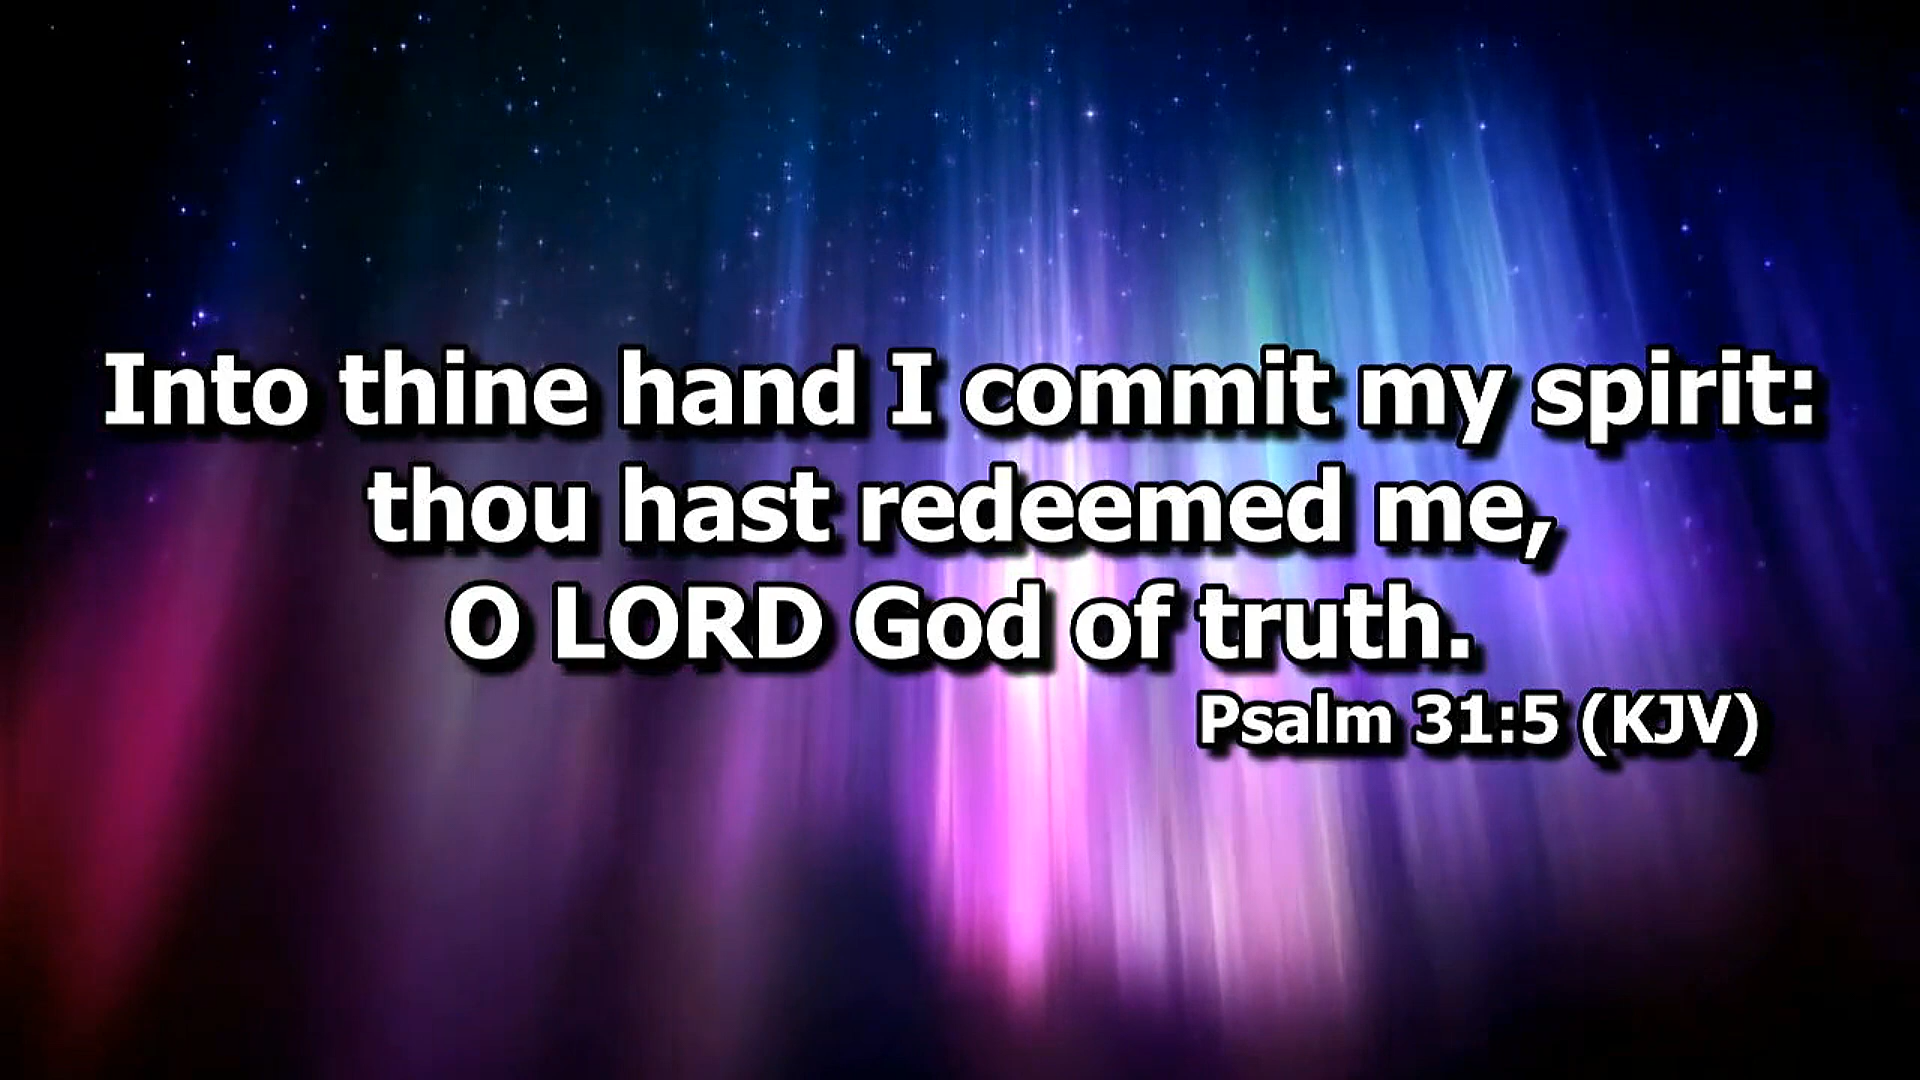 Into thine hand I commit my spirit:
thou hast redeemed me,
O LORD God of truth.
Psalm 31:5 (KJV)